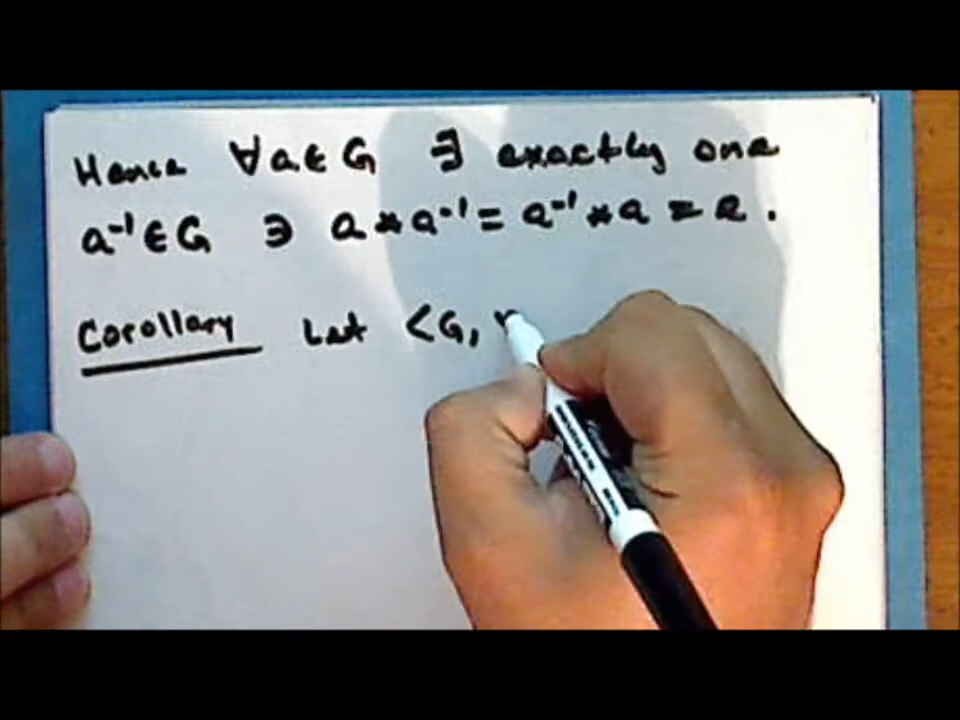 Hence ∀a∈G ∃ exactly one
a⁻¹∈G ∋ a*a⁻¹ = a⁻¹*a = e.
Corollary Let <G,